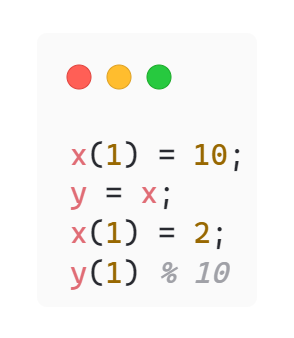 x(1) = 10;
y = x;
x(1) = 2;
y(1) % 10